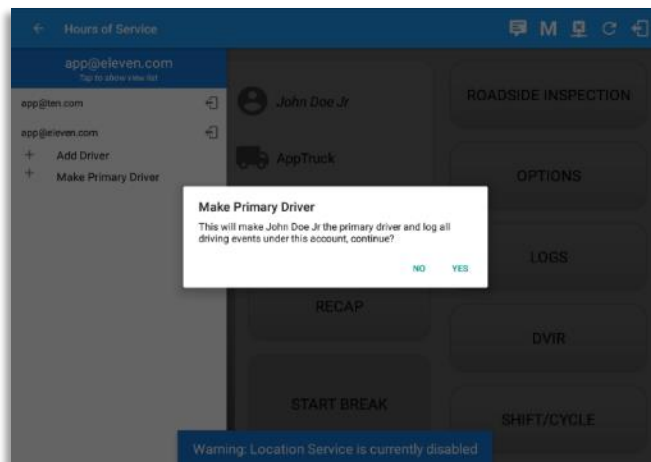 Hours of Service
M
app@eleven.com
Tap to show view list
app@ten.com
app@eleven.com
+ Add Driver
+ Make Primary Driver
John Doe Jr
AppTruck
ROADSIDE INSPECTION
OPTIONS
Make Primary Driver
This will make John Doe Jr the primary driver and log all
driving events under this account, continue?
NO YES
LOGS
RECAP
DVIR
START BREAK
SHIFT/CYCLE
Warning: Location Service is currently disabled